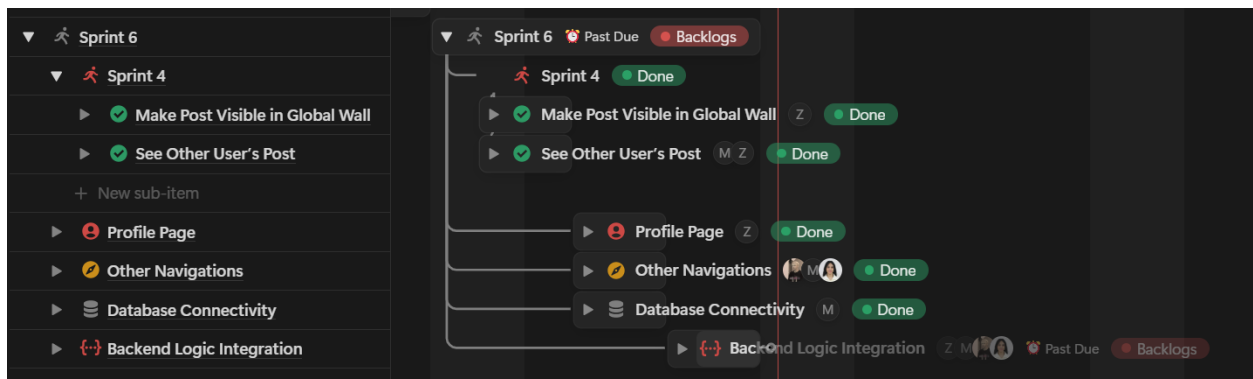 Sprint 6 Sprint 6 Past Due Backlogs
Sprint 4 Sprint 4 Done
Make Post Visible in Global Wall Make Post Visible in Global Wall Z Done
See Other User's Post See Other User's Post M Z Done
+ New sub-item
Profile Page Profile Page Z Done
Other Navigations Other Navigations M Done
Database Connectivity Database Connectivity M Done
Backend Logic Integration Backend Logic Integration Z M Past Due Backlogs